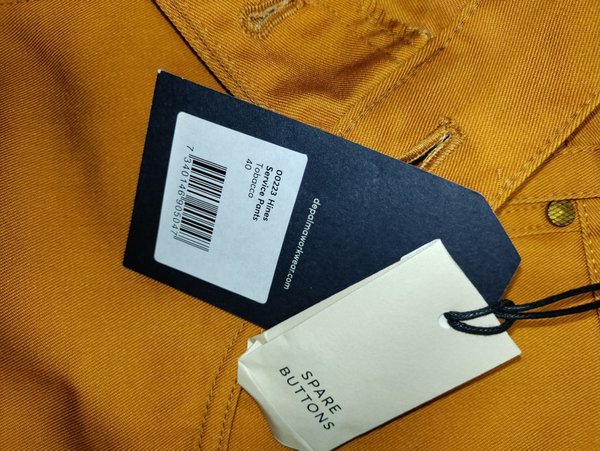 00223 Hines
Service Pants
Tobacco
40
7 340146 905047
depalmaworkwear.com
SPARE
BUTTONS